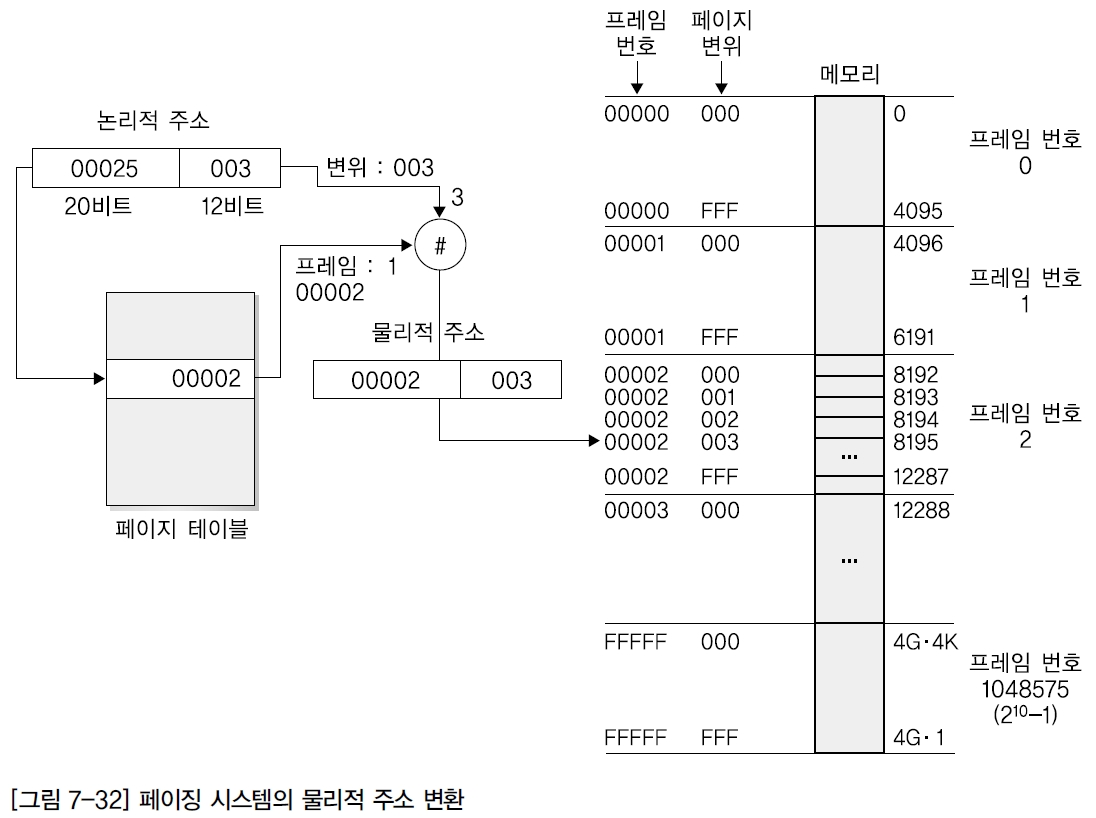 논리적 주소
00025 003
20비트 12비트
변위 : 003
3
#
프레임 : 1
00002
00002
페이지 테이블
물리적 주소
00002 003
프레임 페이지
번호 변위
메모리
00000 000 0
프레임 번호
0
00000 FFF 4095
00001 000 4096
프레임 번호
1
00001 FFF 6191
00002 000 8192
00002 001 8193
00002 002 8194
프레임 번호
2
00002 003 8195
...
00002 FFF 12287
00003 000 12288
...
FFFFF 000 4G·4K
프레임 번호
1048575
(2¹⁰–1)
FFFFF FFF 4G·1
[그림 7-32] 페이징 시스템의 물리적 주소 변환